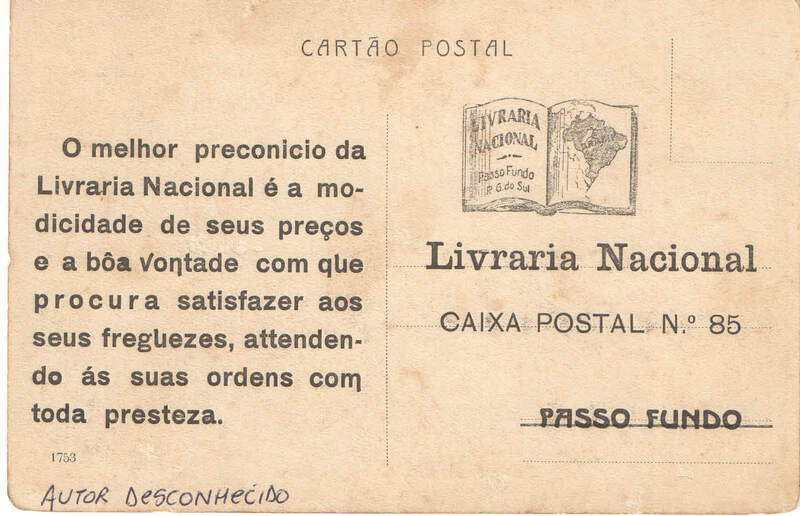 CARTÃO POSTAL
O melhor preconicio da
Livraria Nacional é a mo-
dicidade de seus preços
e a bôa vontade com que
procura satisfazer aos
seus freguezes, attenden-
do ás suas ordens com
toda presteza.
1753
AUTOR DESCONHECIDO
LIVRARIA
NACIONAL
Passo Fundo
R. G. do Sul
Livraria Nacional
CAIXA POSTAL N.º 85
PASSO FUNDO